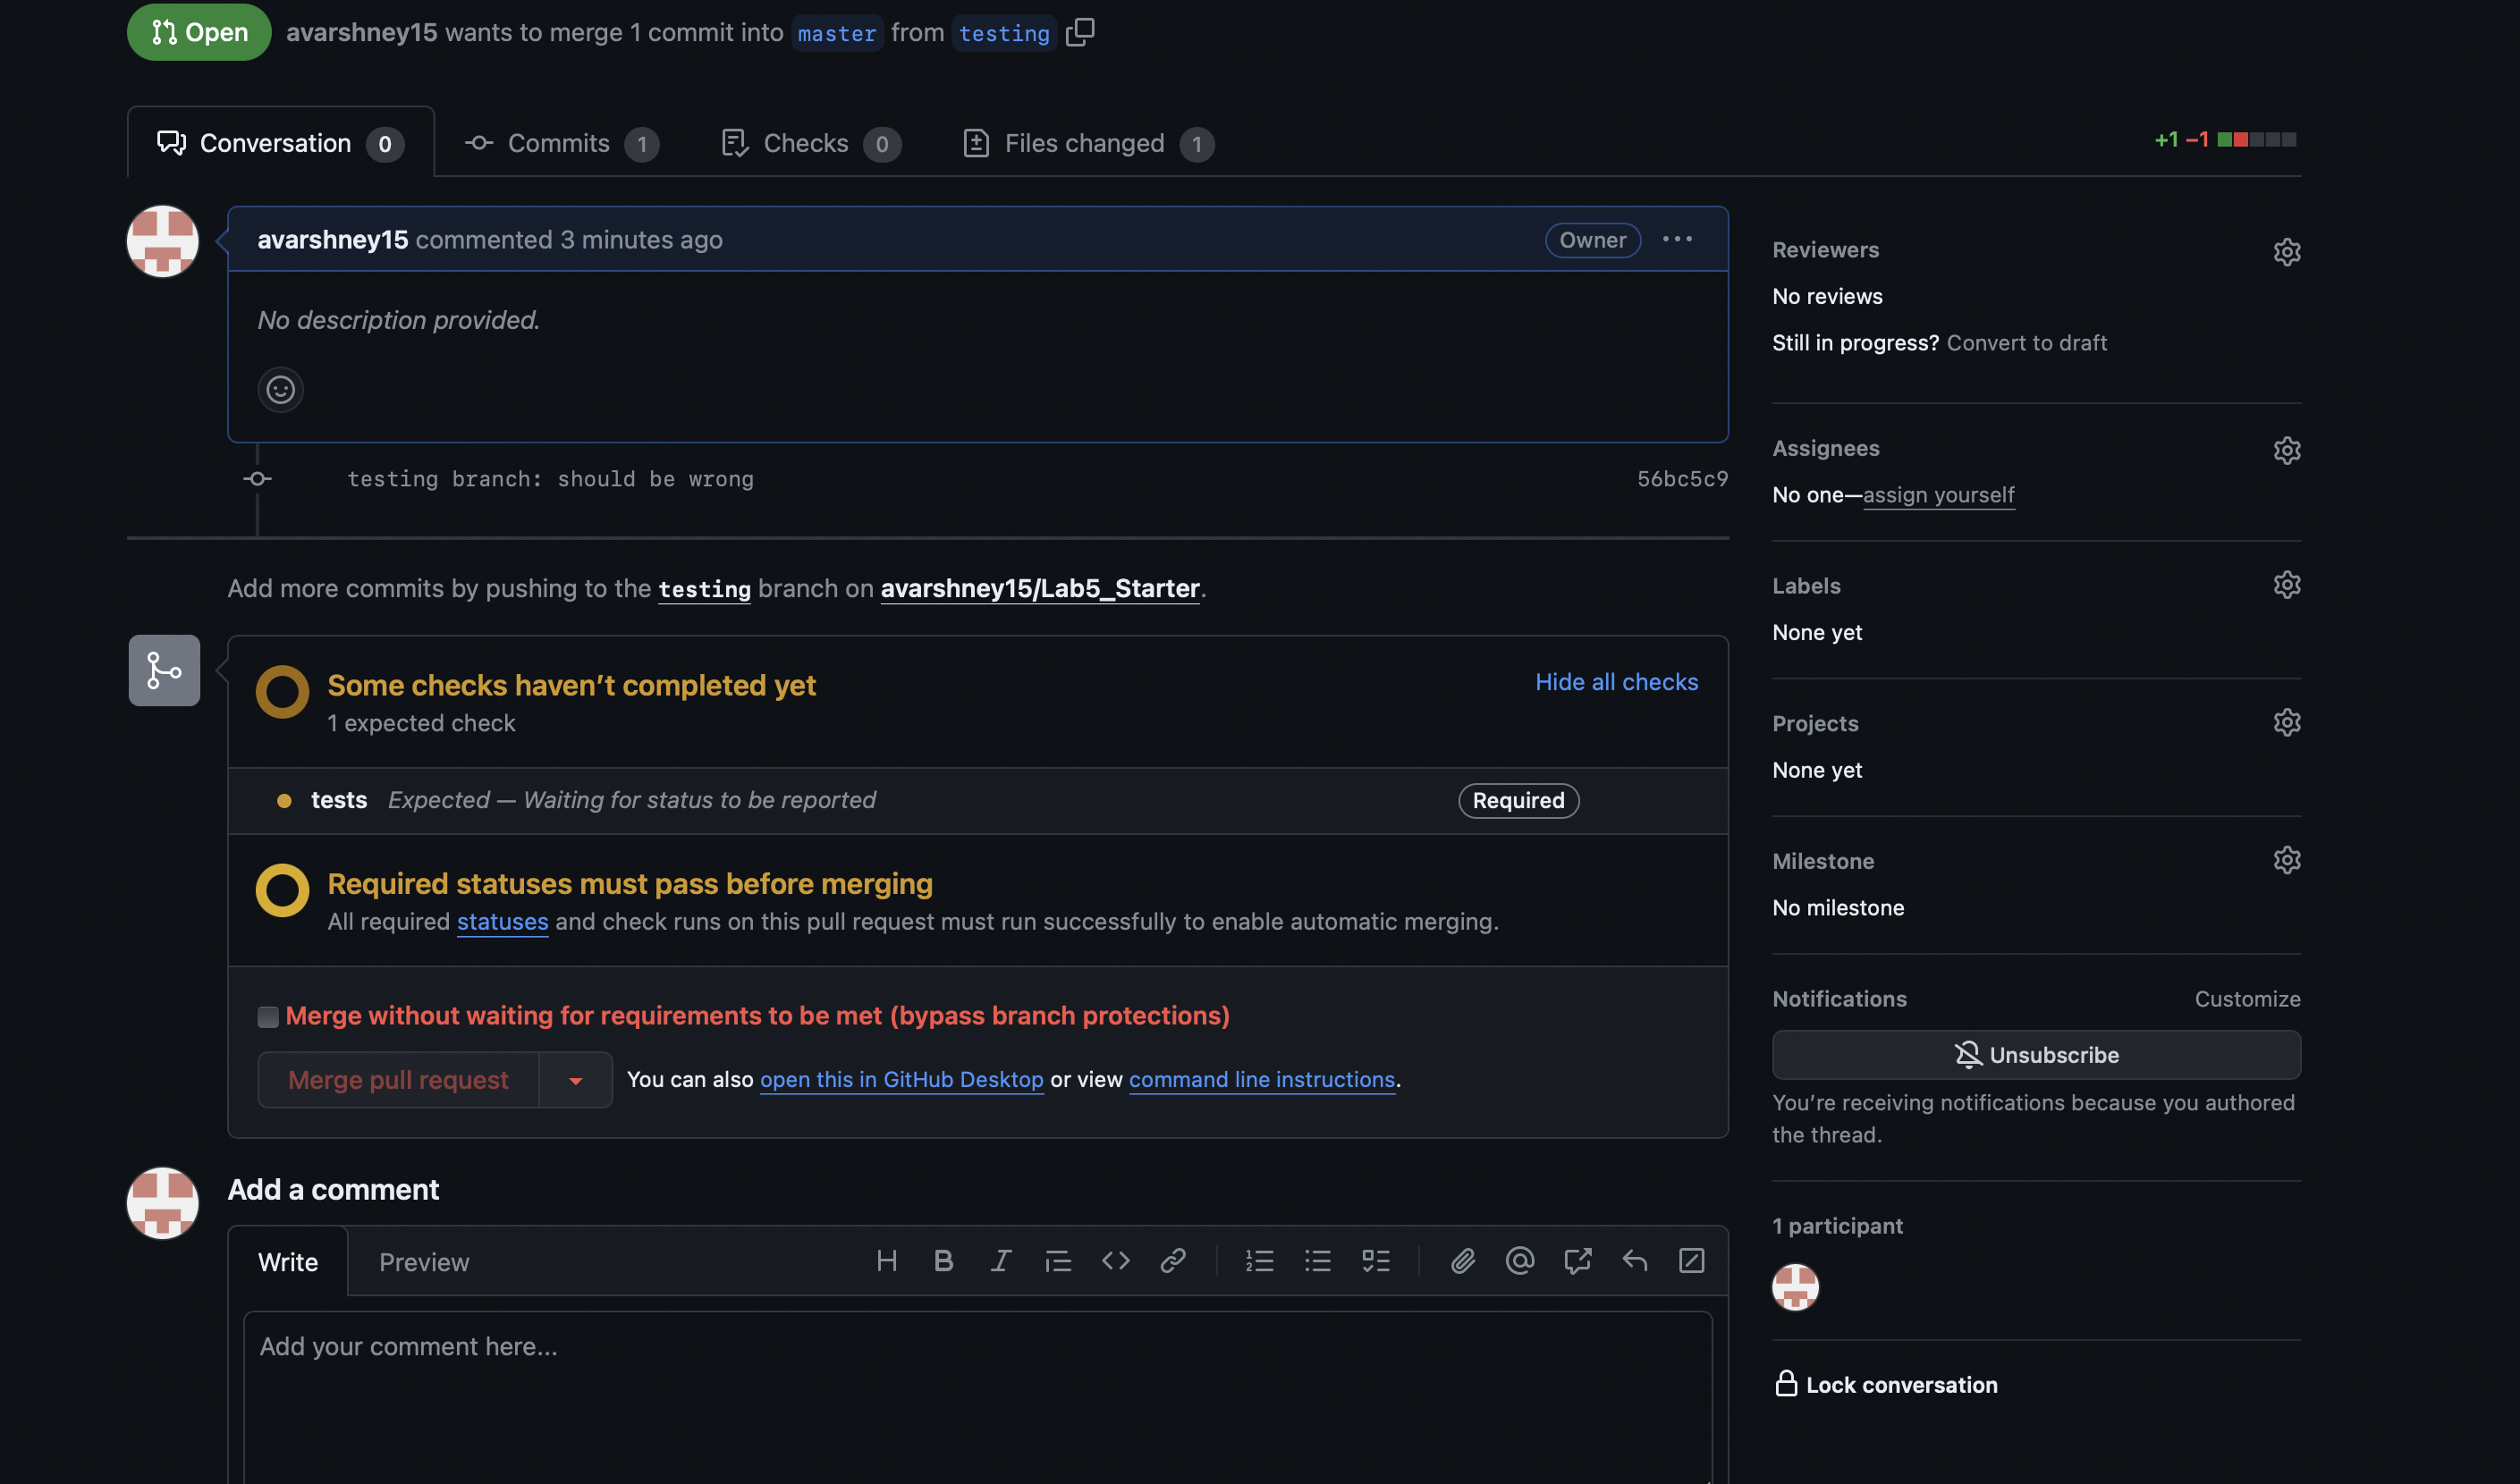 Open avarshney15 wants to merge 1 commit into master from testing
Conversation 0 Commits 1 Checks 0 Files changed 1 +1 −1
avarshney15 commented 3 minutes ago Owner
No description provided.
testing branch: should be wrong 56bc5c9
Add more commits by pushing to the testing branch on avarshney15/Lab5_Starter.
Some checks haven’t completed yet Hide all checks
1 expected check
tests Expected — Waiting for status to be reported Required
Required statuses must pass before merging
All required statuses and check runs on this pull request must run successfully to enable automatic merging.
Merge without waiting for requirements to be met (bypass branch protections)
Merge pull request You can also open this in GitHub Desktop or view command line instructions.
Add a comment
Write Preview
Add your comment here...
Reviewers
No reviews
Still in progress? Convert to draft
Assignees
No one—assign yourself
Labels
None yet
Projects
None yet
Milestone
No milestone
Notifications Customize
Unsubscribe
You’re receiving notifications because you authored
the thread.
1 participant
Lock conversation